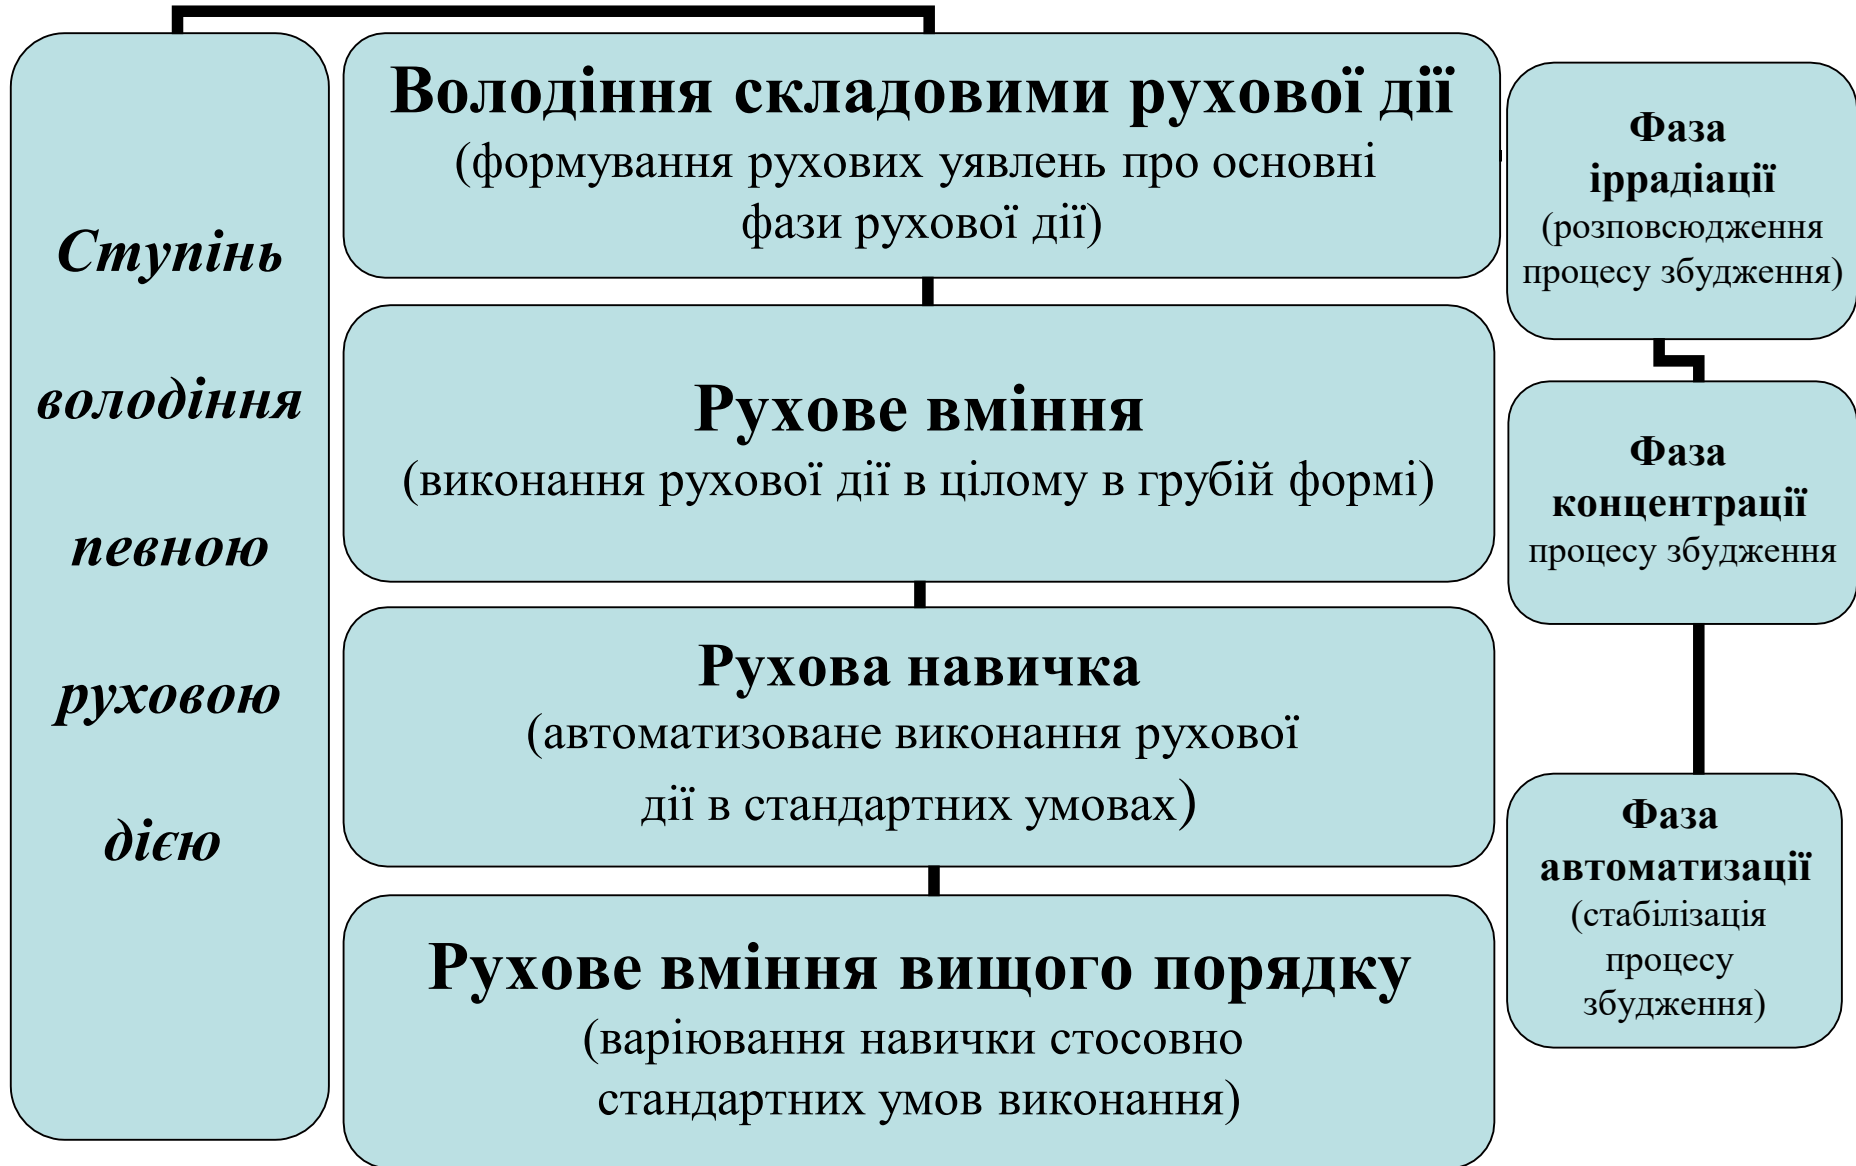 Ступінь
володіння
певною
руховою
дією
Володіння складовими рухової дії
(формування рухових уявлень про основні
фази рухової дії)
Рухове вміння
(виконання рухової дії в цілому в грубій формі)
Рухова навичка
(автоматизоване виконання рухової
дії в стандартних умовах)
Рухове вміння вищого порядку
(варіювання навички стосовно
стандартних умов виконання)
Фаза
іррадіації
(розповсюдження
процесу збудження)
Фаза
концентрації
процесу збудження
Фаза
автоматизації
(стабілізація
процесу
збудження)